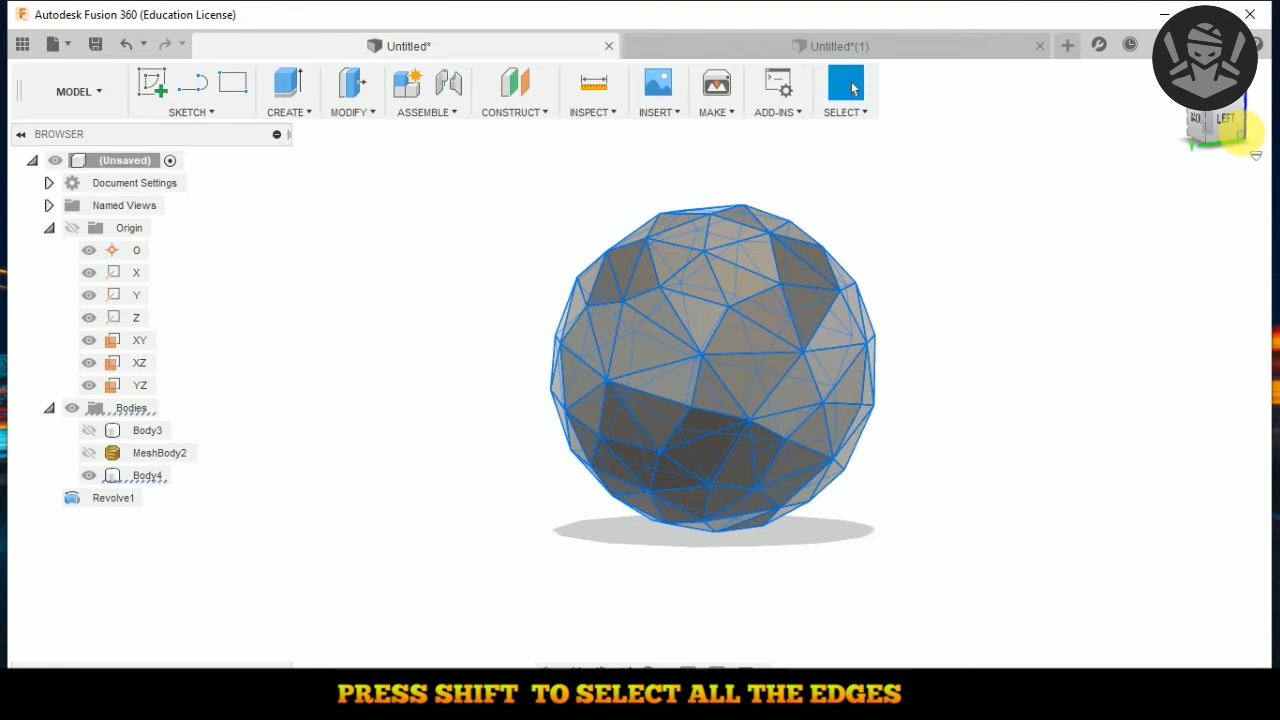 Autodesk Fusion 360 (Education License)
Untitled*
Untitled*(1)
MODEL
SKETCH
CREATE
MODIFY
ASSEMBLE
CONSTRUCT
INSPECT
INSERT
MAKE
ADD-INS
SELECT
BACK LEFT
Y
BROWSER
(Unsaved)
Document Settings
Named Views
Origin
O
X
Y
Z
XY
XZ
YZ
Bodies
Body3
MeshBody2
Body4
Revolve1
PRESS SHIFT TO SELECT ALL THE EDGES